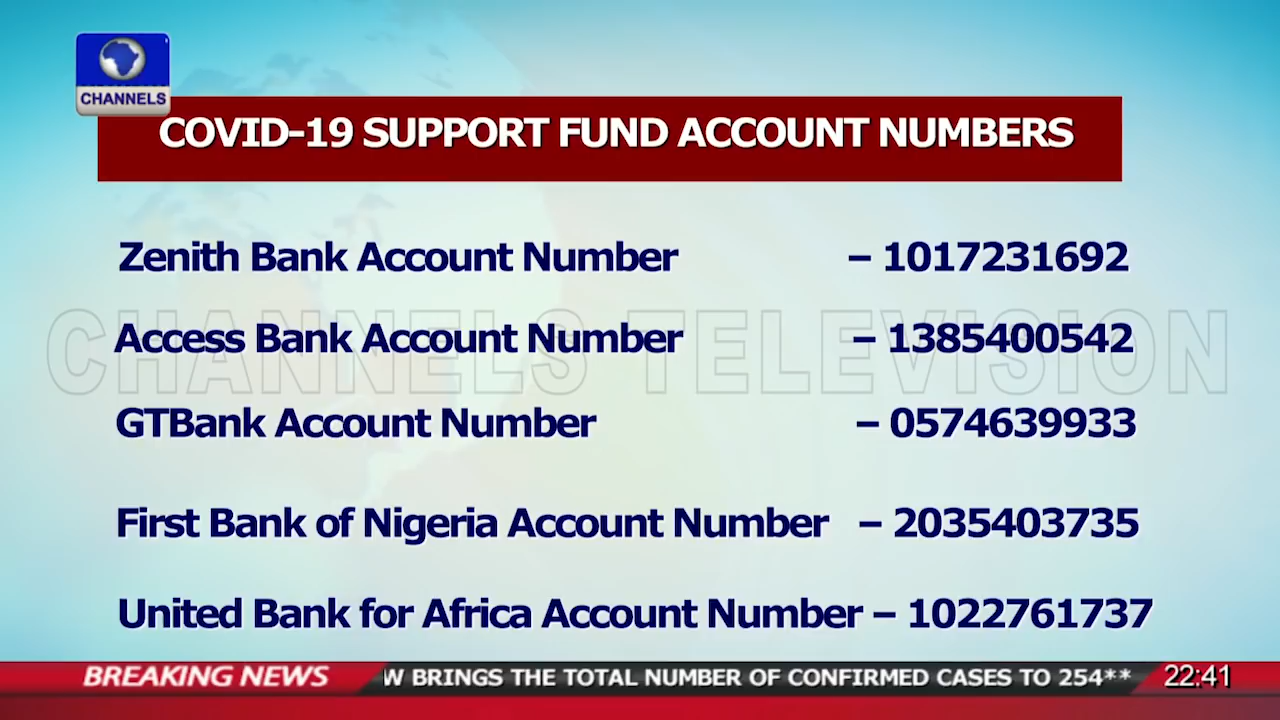 CHANNELS
COVID-19 SUPPORT FUND ACCOUNT NUMBERS
Zenith Bank Account Number – 1017231692
CHANNELS TELEVISION
Access Bank Account Number – 1385400542
GTBank Account Number – 0574639933
First Bank of Nigeria Account Number – 2035403735
United Bank for Africa Account Number – 1022761737
BREAKING NEWS W BRINGS THE TOTAL NUMBER OF CONFIRMED CASES TO 254** 22:41